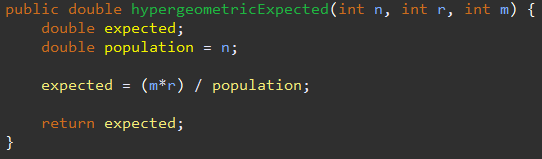 public double hypergeometricExpected(int n, int r, int m) {
    double expected;
    double population = n;

    expected = (m*r) / population;

    return expected;
}